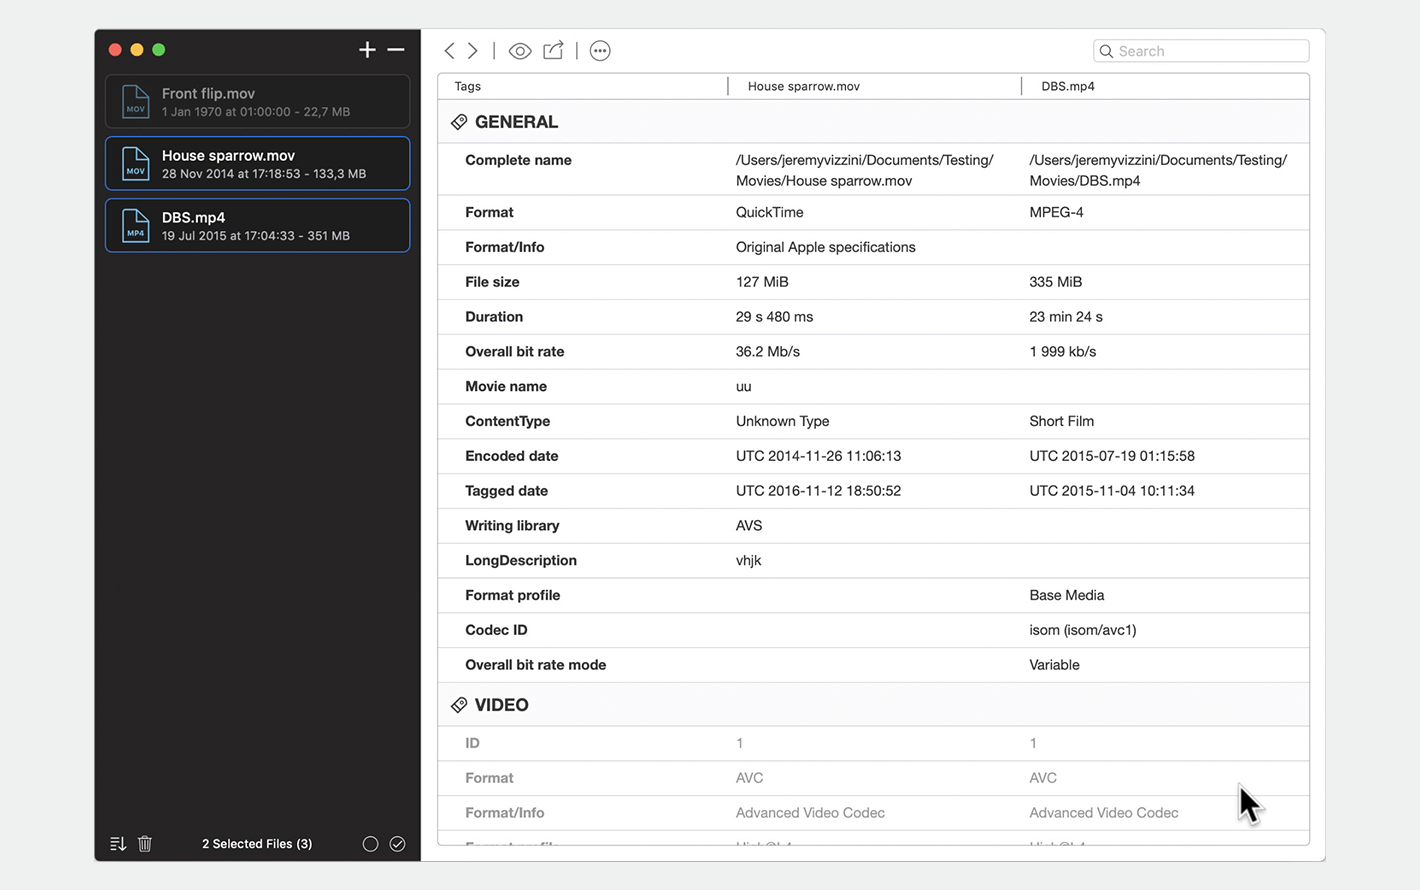 Front flip.mov
MOV
1 Jan 1970 at 01:00:00 - 22,7 MB
House sparrow.mov
MOV
28 Nov 2014 at 17:18:53 - 133,3 MB
DBS.mp4
MP4
19 Jul 2015 at 17:04:33 - 351 MB
2 Selected Files (3)
Search
Tags House sparrow.mov DBS.mp4
GENERAL
Complete name /Users/jeremyvizzini/Documents/Testing/ /Users/jeremyvizzini/Documents/Testing/
Movies/House sparrow.mov Movies/DBS.mp4
Format QuickTime MPEG-4
Format/Info Original Apple specifications
File size 127 MiB 335 MiB
Duration 29 s 480 ms 23 min 24 s
Overall bit rate 36.2 Mb/s 1 999 kb/s
Movie name uu
ContentType Unknown Type Short Film
Encoded date UTC 2014-11-26 11:06:13 UTC 2015-07-19 01:15:58
Tagged date UTC 2016-11-12 18:50:52 UTC 2015-11-04 10:11:34
Writing library AVS
LongDescription vhjk
Format profile Base Media
Codec ID isom (isom/avc1)
Overall bit rate mode Variable
VIDEO
ID 1 1
Format AVC AVC
Format/Info Advanced Video Codec Advanced Video Codec